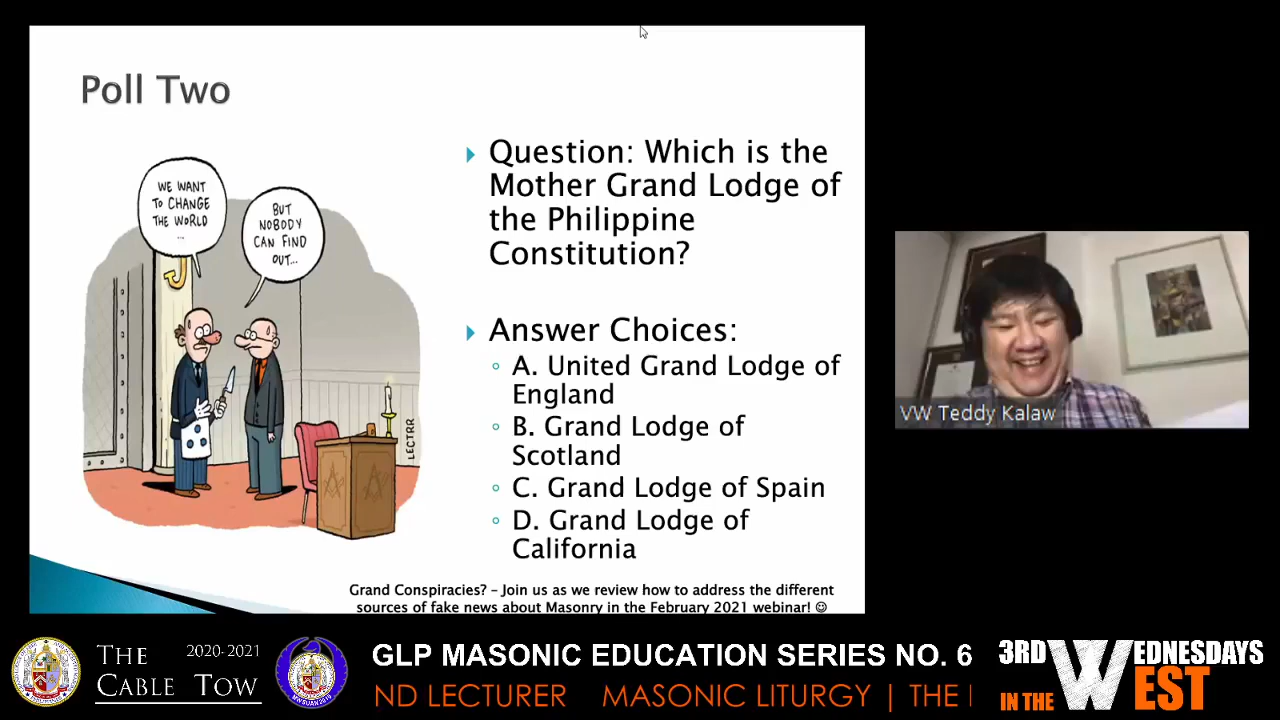 Poll Two
WE WANT
TO CHANGE
THE WORLD
...
BUT
NOBODY
CAN FIND
OUT...
J
LECTRR
Question: Which is the
Mother Grand Lodge of
the Philippine
Constitution?
Answer Choices:
A. United Grand Lodge of
England
B. Grand Lodge of
Scotland
C. Grand Lodge of Spain
D. Grand Lodge of
California
Grand Conspiracies? – Join us as we review how to address the different
sources of fake news about Masonry in the February 2021 webinar! ☺
VW Teddy Kalaw
THE 2020-2021
CABLE TOW
GLP MASONIC EDUCATION SERIES NO. 6
ND LECTURER MASONIC LITURGY | THE
3RD WEDNESDAYS
IN THE WEST